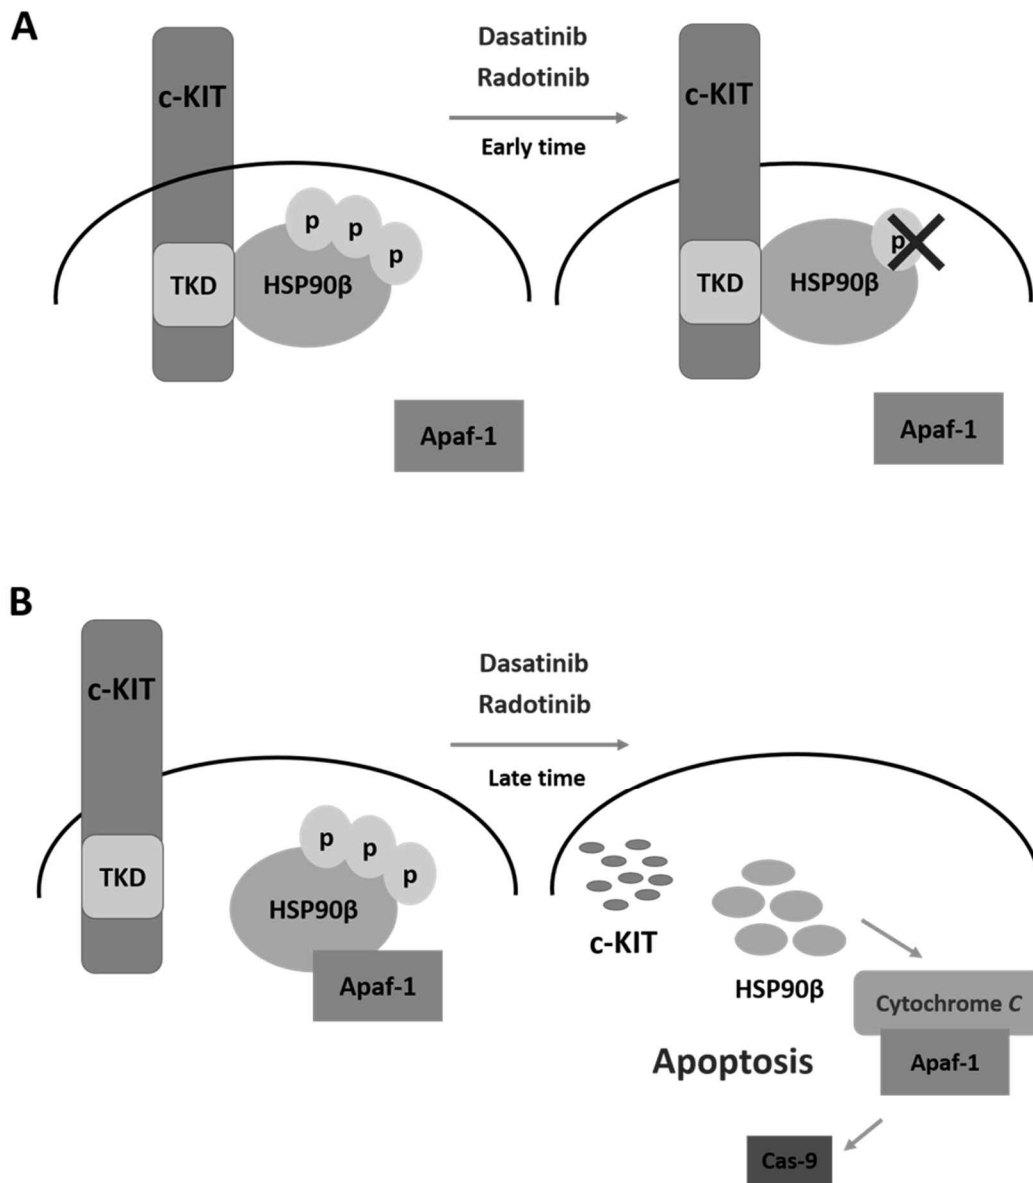 A
c-KIT
TKD
HSP90β
p
p
p
Apaf-1
Dasatinib
Radotinib
Early time
c-KIT
TKD
HSP90β
p
Apaf-1
B
c-KIT
TKD
HSP90β
p
p
p
Apaf-1
Dasatinib
Radotinib
Late time
c-KIT
HSP90β
Cytochrome C
Apaf-1
Apoptosis
Cas-9